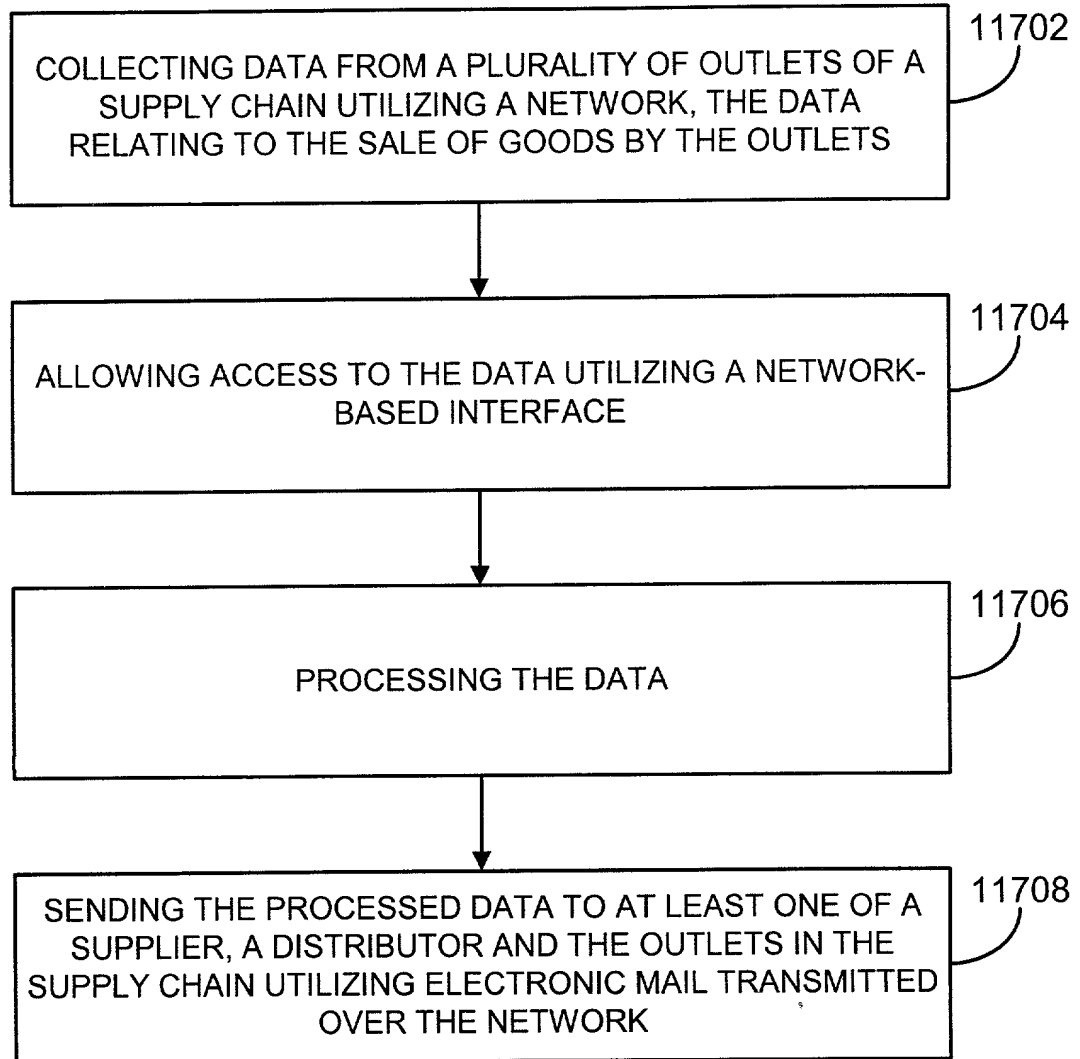 11702
COLLECTING DATA FROM A PLURALITY OF OUTLETS OF A
SUPPLY CHAIN UTILIZING A NETWORK, THE DATA
RELATING TO THE SALE OF GOODS BY THE OUTLETS
11704
ALLOWING ACCESS TO THE DATA UTILIZING A NETWORK-
BASED INTERFACE
11706
PROCESSING THE DATA
11708
SENDING THE PROCESSED DATA TO AT LEAST ONE OF A
SUPPLIER, A DISTRIBUTOR AND THE OUTLETS IN THE
SUPPLY CHAIN UTILIZING ELECTRONIC MAIL TRANSMITTED
OVER THE NETWORK